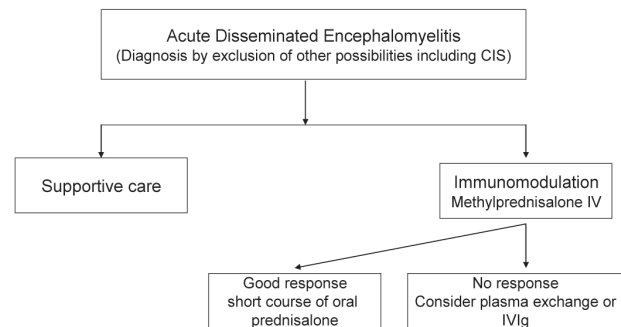 Acute Disseminated Encephalomyelitis
(Diagnosis by exclusion of other possibilities including CIS)
Supportive care
Immunomodulation
Methylprednisalone IV
Good response
short course of oral
prednisalone
No response
Consider plasma exchange or
IVIg